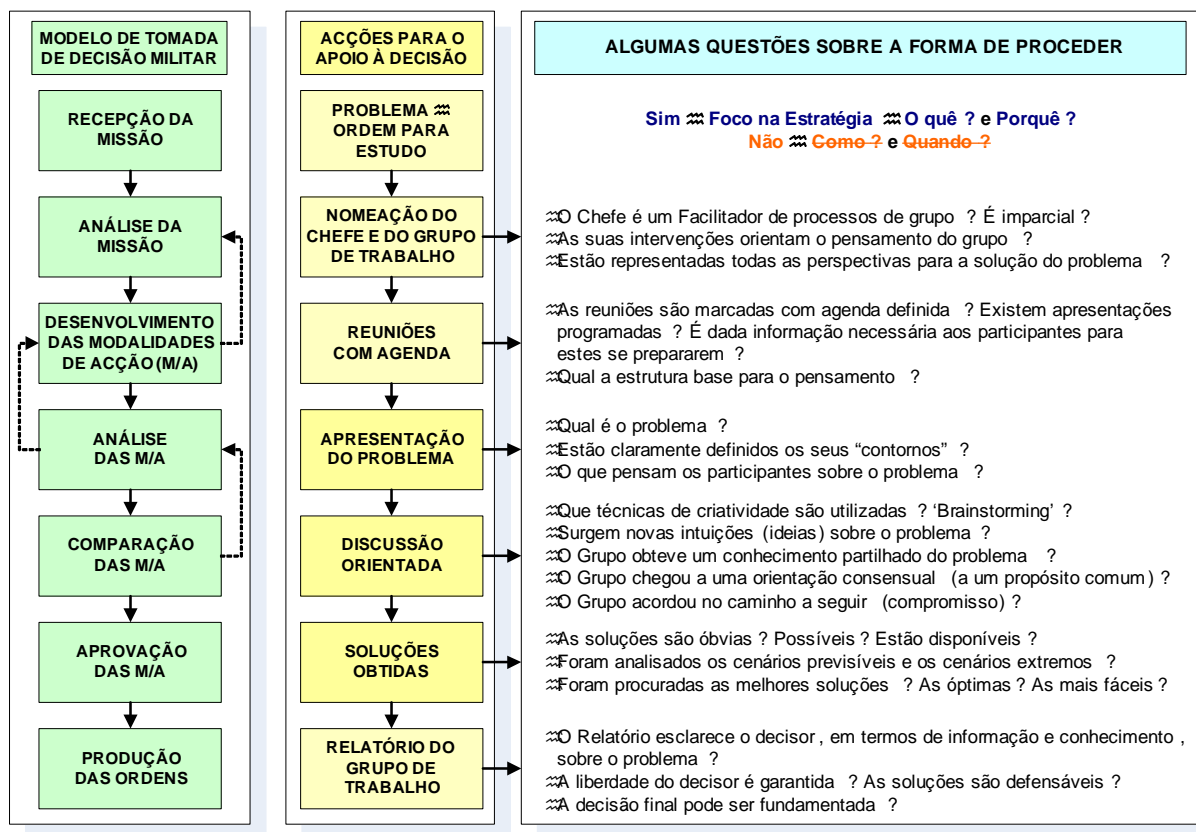 MODELO DE TOMADA
DE DECISÃO MILITAR
RECEPÇÃO DA
MISSÃO
ANÁLISE DA
MISSÃO
DESENVOLVIMENTO
DAS MODALIDADES
DE ACÇÃO (M/A)
ANÁLISE
DAS M/A
COMPARAÇÃO
DAS M/A
APROVAÇÃO
DAS M/A
PRODUÇÃO
DAS ORDENS
ACÇÕES PARA O
APOIO À DECISÃO
PROBLEMA ♒
ORDEM PARA
ESTUDO
NOMEAÇÃO DO
CHEFE E DO GRUPO
DE TRABALHO
REUNIÕES
COM AGENDA
APRESENTAÇÃO
DO PROBLEMA
DISCUSSÃO
ORIENTADA
SOLUÇÕES
OBTIDAS
RELATÓRIO DO
GRUPO DE
TRABALHO
ALGUMAS QUESTÕES SOBRE A FORMA DE PROCEDER
Sim ♒ Foco na Estratégia ♒ O quê ? e Porquê ?
Não ♒ Como ? e Quando ?
♒O Chefe é um Facilitador de processos de grupo ? É imparcial ?
♒As suas intervenções orientam o pensamento do grupo ?
♒Estão representadas todas as perspectivas para a solução do problema ?
♒As reuniões são marcadas com agenda definida ? Existem apresentações
programadas ? É dada informação necessária aos participantes para
estes se prepararem ?
♒Qual a estrutura base para o pensamento ?
♒Qual é o problema ?
♒Estão claramente definidos os seus “contornos” ?
♒O que pensam os participantes sobre o problema ?
♒Que técnicas de criatividade são utilizadas ? ‘Brainstorming’ ?
♒Surgem novas intuições (ideias) sobre o problema ?
♒O Grupo obteve um conhecimento partilhado do problema ?
♒O Grupo chegou a uma orientação consensual (a um propósito comum) ?
♒O Grupo acordou no caminho a seguir (compromisso) ?
♒As soluções são óbvias ? Possíveis ? Estão disponíveis ?
♒Foram analisados os cenários previsíveis e os cenários extremos ?
♒Foram procuradas as melhores soluções ? As óptimas ? As mais fáceis ?
♒O Relatório esclarece o decisor , em termos de informação e conhecimento ,
sobre o problema ?
♒A liberdade do decisor é garantida ? As soluções são defensáveis ?
♒A decisão final pode ser fundamentada ?